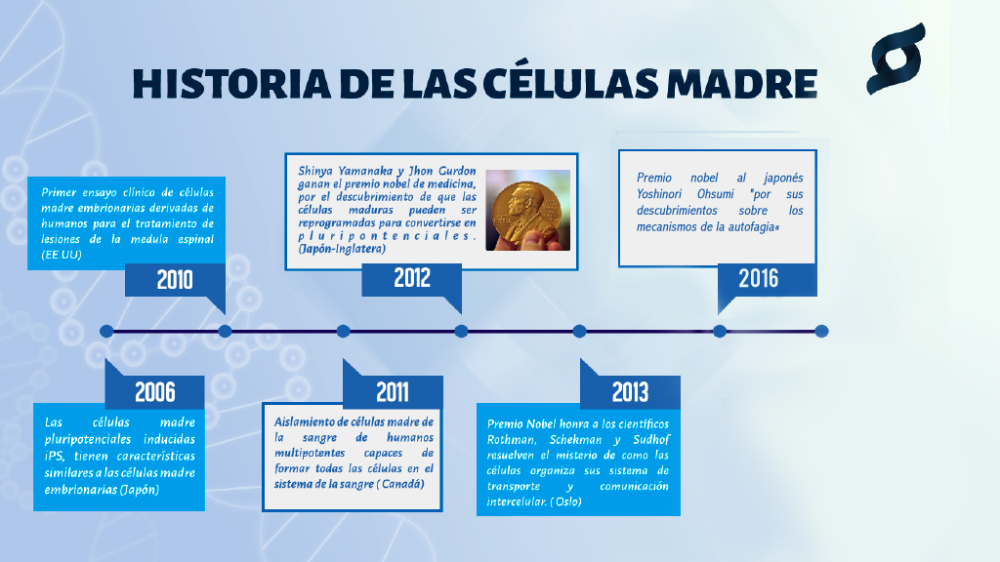 HISTORIA DE LAS CÉLULAS MADRE
Primer ensayo clínico de células
madre embrionarias derivadas de
humanos para el tratamiento de
lesiones de la medula espinal
(EE UU)
2010
Shinya Yamanaka y Jhon Gurdon
ganan el premio nobel de medicina,
por el descubrimiento de que las
células maduras pueden ser
reprogramadas para convertirse en
pluripontenciales.
(Japón-Inglatera)
2012
Premio nobel al japonés
Yoshinori Ohsumi "por sus
descubrimientos sobre los
mecanismos de la autofagia«
2016
2006
Las células madre
pluripotenciales inducidas
iPS, tienen características
similares a las células madre
embrionarias (Japón)
2011
Aislamiento de células madre de
la sangre de humanos
multipotentes capaces de
formar todas las células en el
sistema de la sangre ( Canadá)
2013
Premio Nobel honra a los científicos
Rothman, Schekman y Sudhof
resuelven el misterio de como las
células organiza sus sistema de
transporte y comunicación
intercelular. ( Oslo)